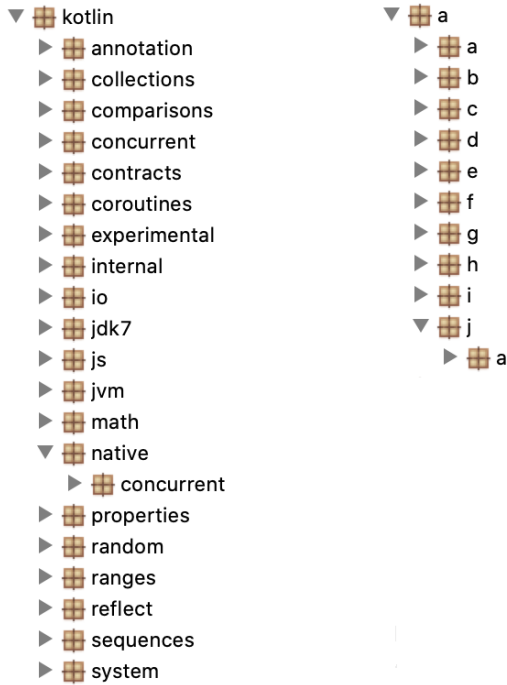 kotlin
annotation
collections
comparisons
concurrent
contracts
coroutines
experimental
internal
io
jdk7
js
jvm
math
native
concurrent
properties
random
ranges
reflect
sequences
system
a
a
b
c
d
e
f
g
h
i
j
a